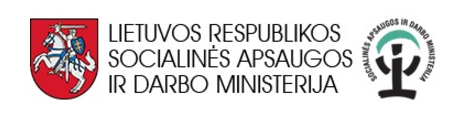 LIETUVOS RESPUBLIKOS
SOCIALINĖS APSAUGOS
IR DARBO MINISTERIJA
SOCIALINĖS APSAUGOS IR DARBO MINISTERIJA